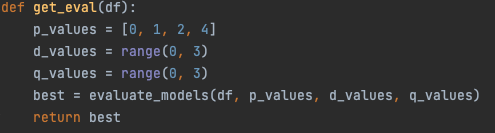 def get_eval(df):
    p_values = [0, 1, 2, 4]
    d_values = range(0, 3)
    q_values = range(0, 3)
    best = evaluate_models(df, p_values, d_values, q_values)
    return best